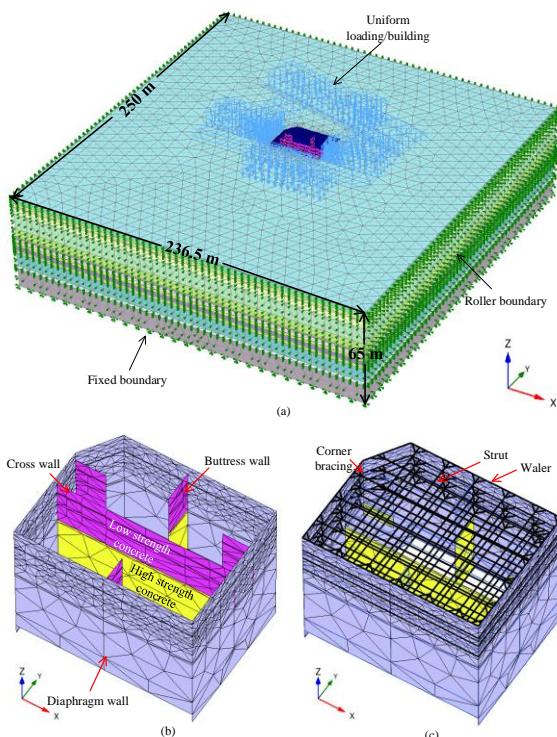 Uniform
loading/building
250 m
236.5 m
Roller boundary
65 m
Fixed boundary
Z
Y
X
(a)
Cross wall
Buttress wall
Low strength
concrete
High strength
concrete
Diaphragm wall
Z
Y
X
(b)
Corner
bracing
Strut
Waler
Z
Y
X
(c)